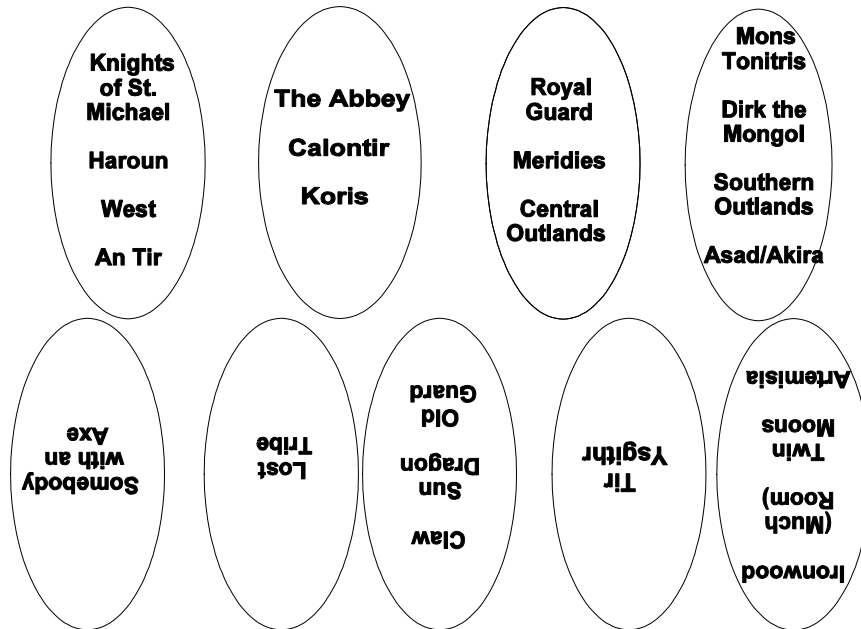 Knights
of St.
Michael
Haroun
West
An Tir
The Abbey
Calontir
Koris
Royal
Guard
Meridies
Central
Outlands
Mons
Tonitris
Dirk the
Mongol
Southern
Outlands
Asad/Akira
Somebody
with an
Axe
Lost
Tribe
Claw
Sun
Dragon
Old
Guard
Tir
Ysgithr
Ironwood
(Much
Room)
Twin
Moons
Artemisia